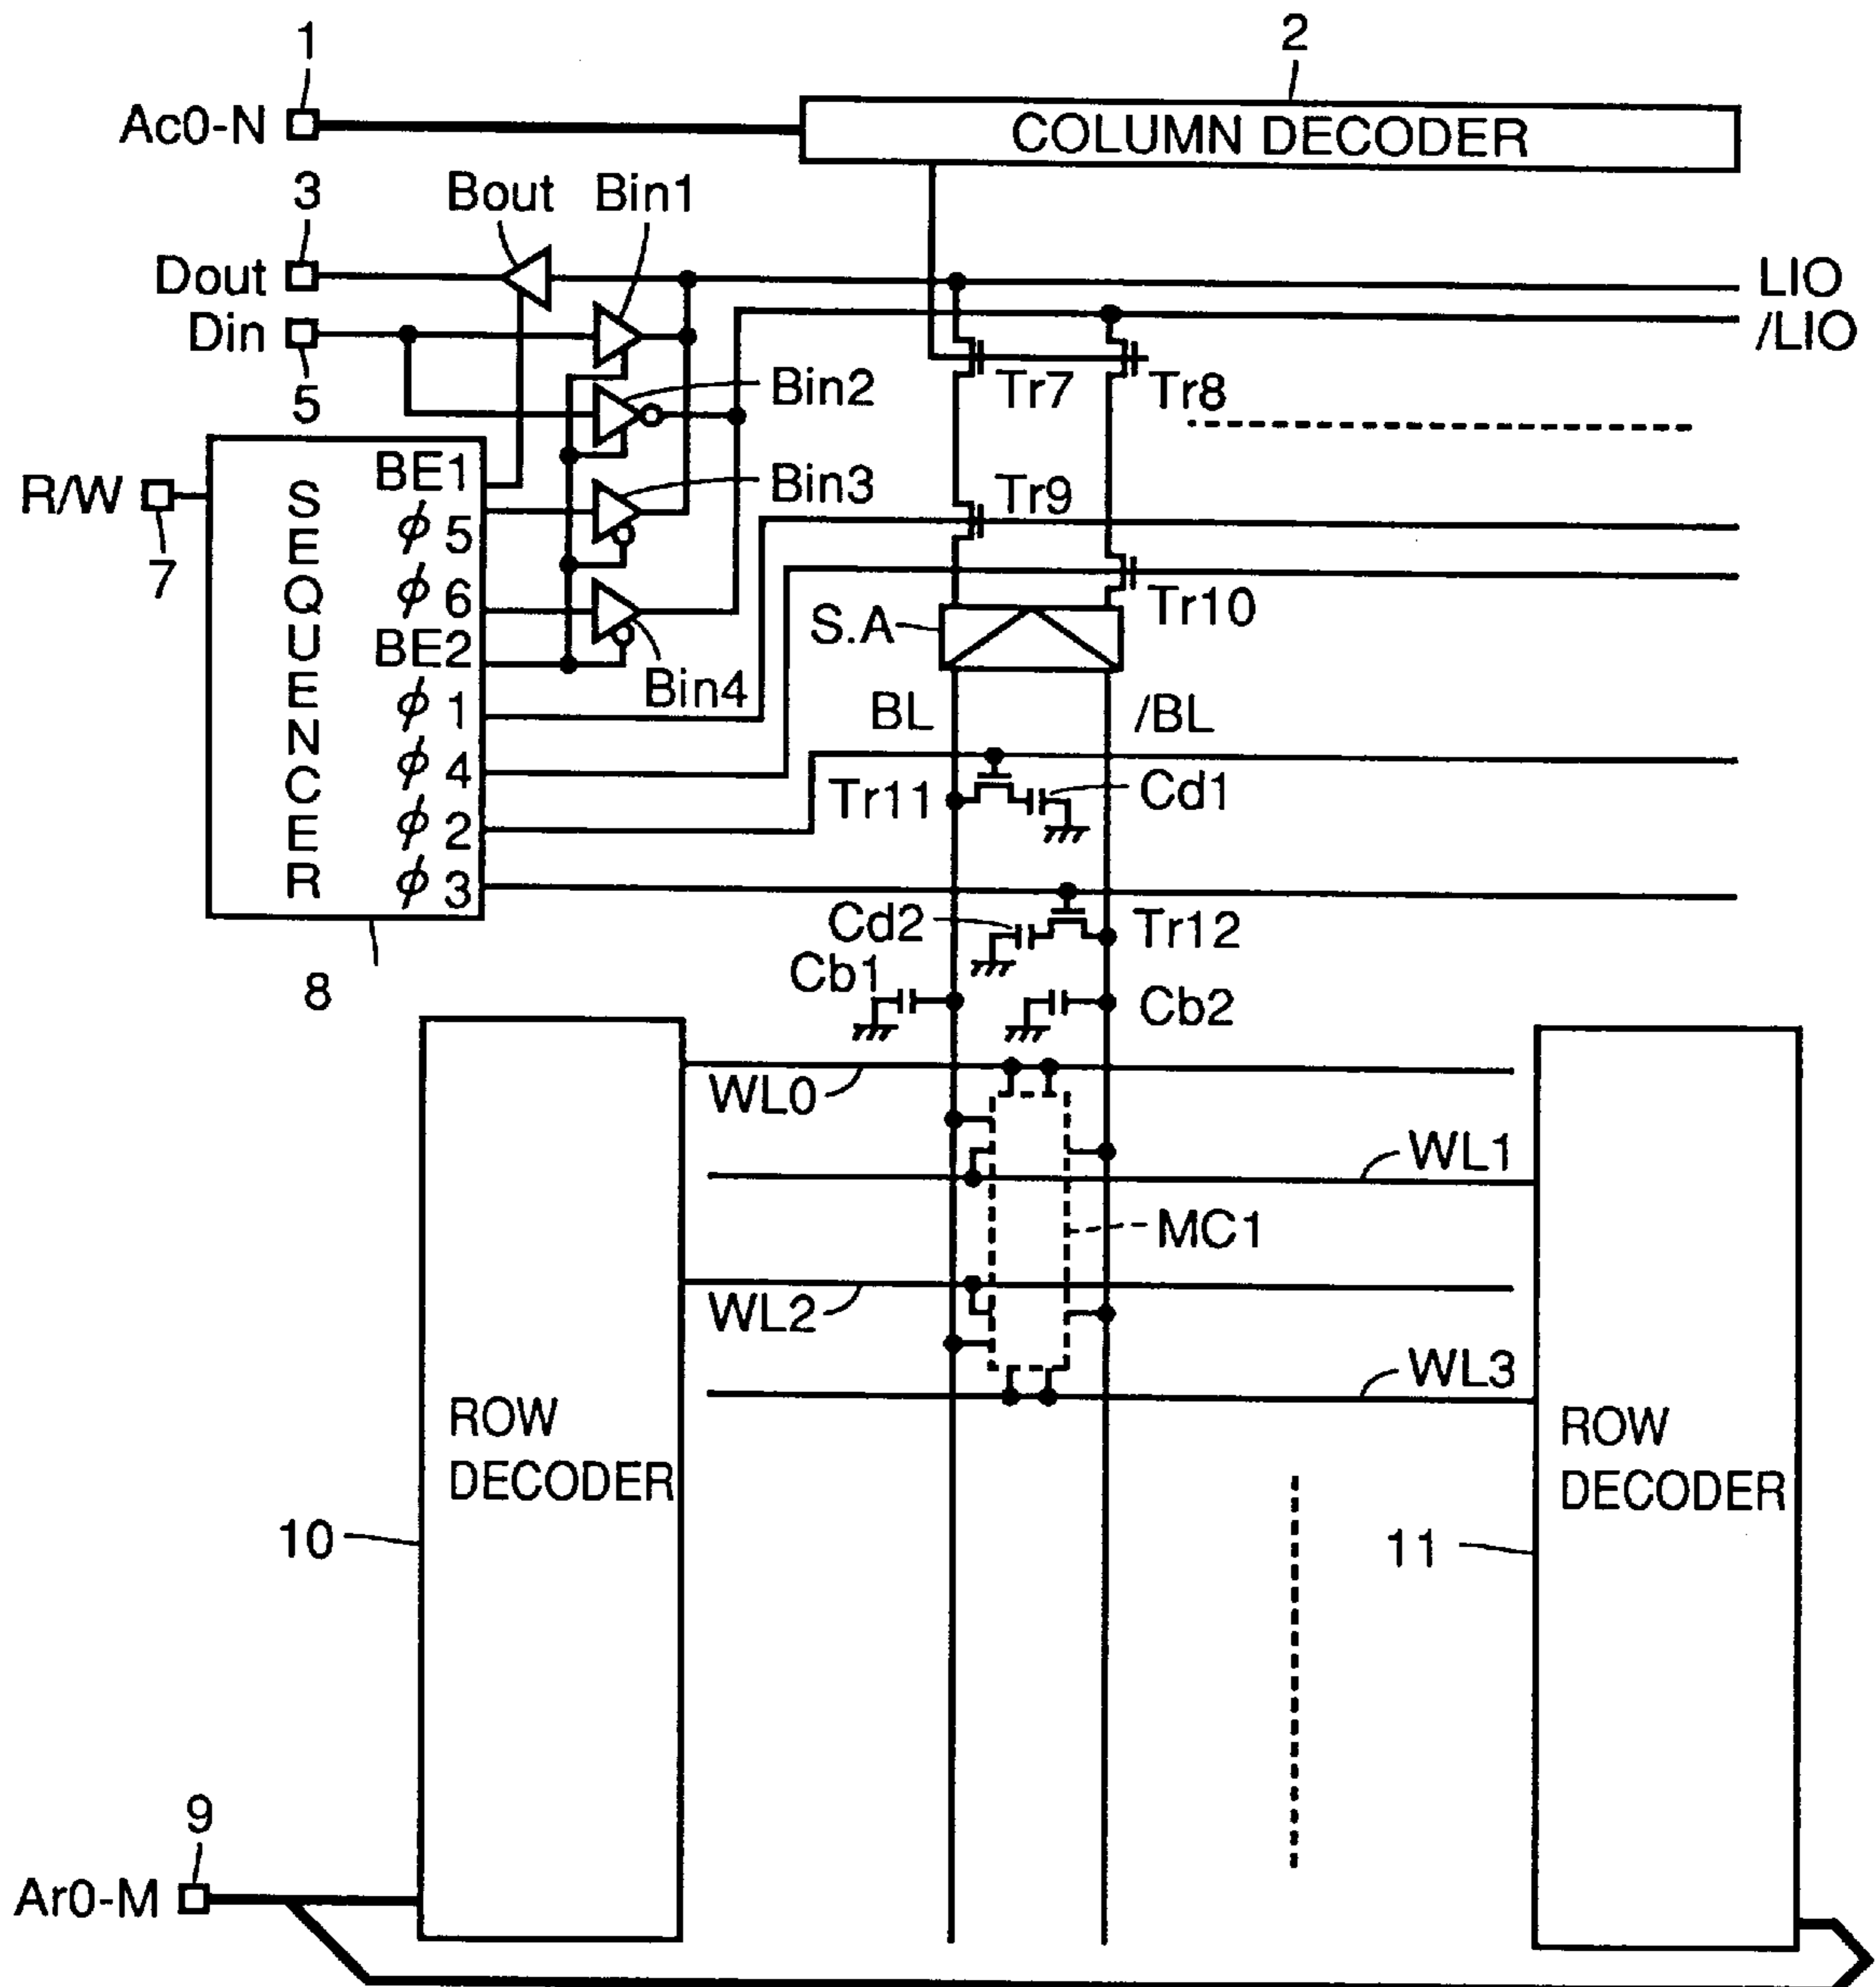 1
2
Ac0-N
COLUMN DECODER
3
Bout
Bin1
Dout
LIO
Din
/LIO
5
Bin2
Tr7
Tr8
R/W
7
SEQUENCER
BE1
ϕ5
ϕ6
BE2
ϕ1
ϕ4
ϕ2
ϕ3
8
Bin3
Bin4
Tr9
Tr10
S.A
BL
/BL
Tr11
Cd1
Cd2
Tr12
Cb1
Cb2
WL0
WL1
MC1
WL2
WL3
ROW
DECODER
10
ROW
DECODER
11
9
Ar0-M